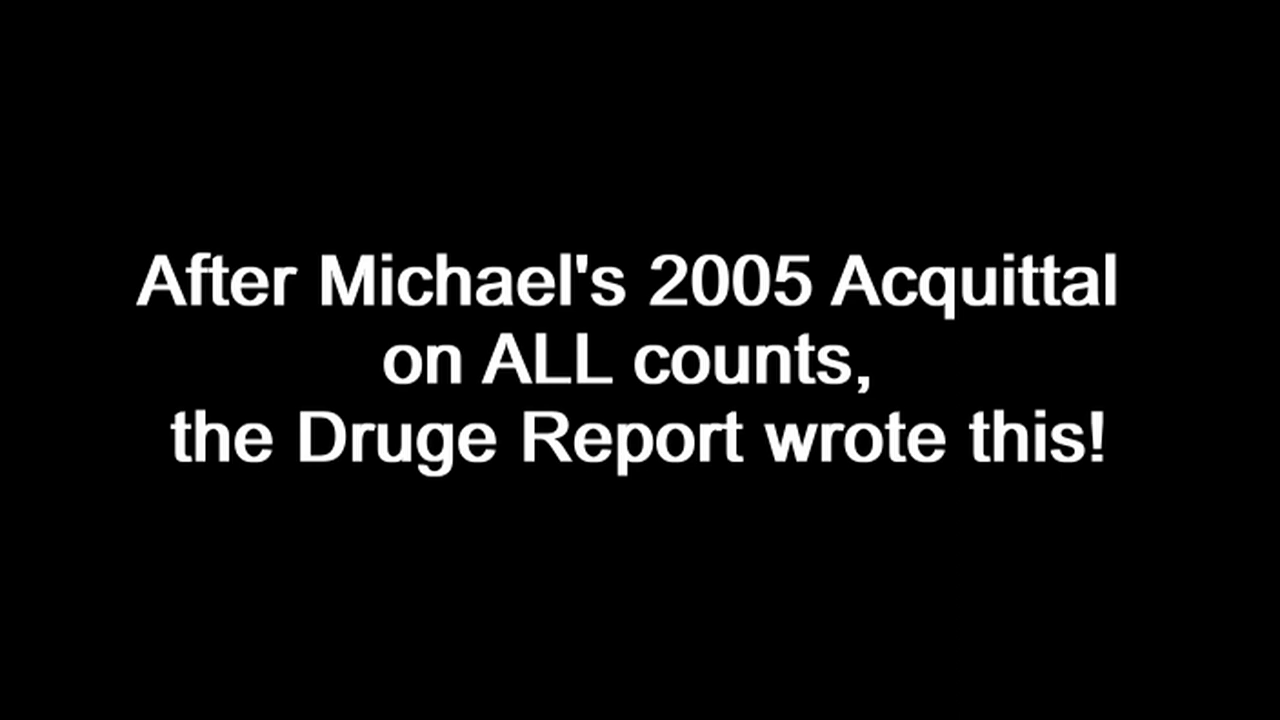 After Michael's 2005 Acquittal
on ALL counts,
the Druge Report wrote this!